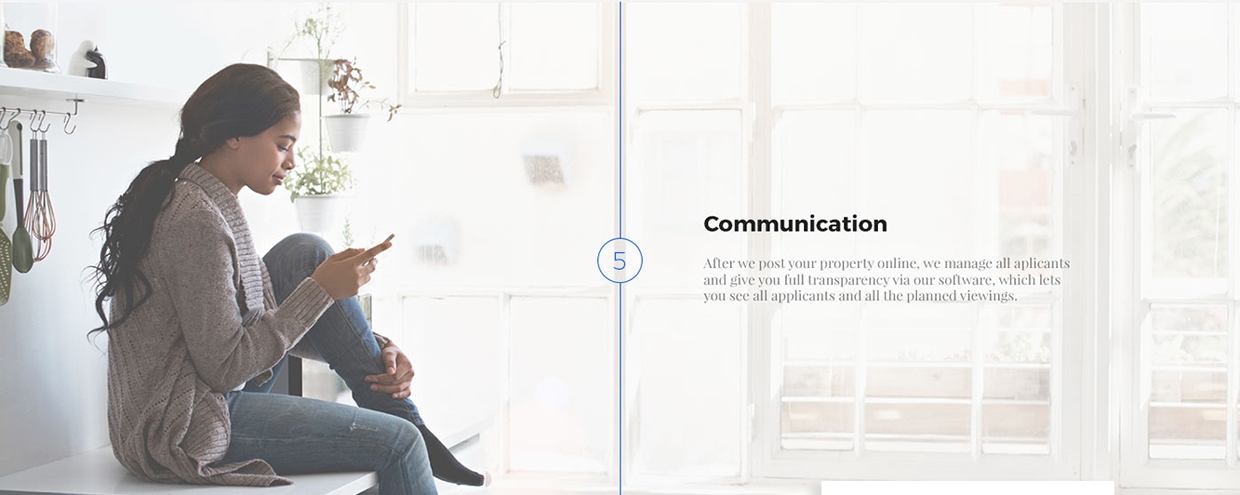 5
Communication
After we post your property online, we manage all aplicants
and give you full transparency via our software, which lets
you see all applicants and all the planned viewings.